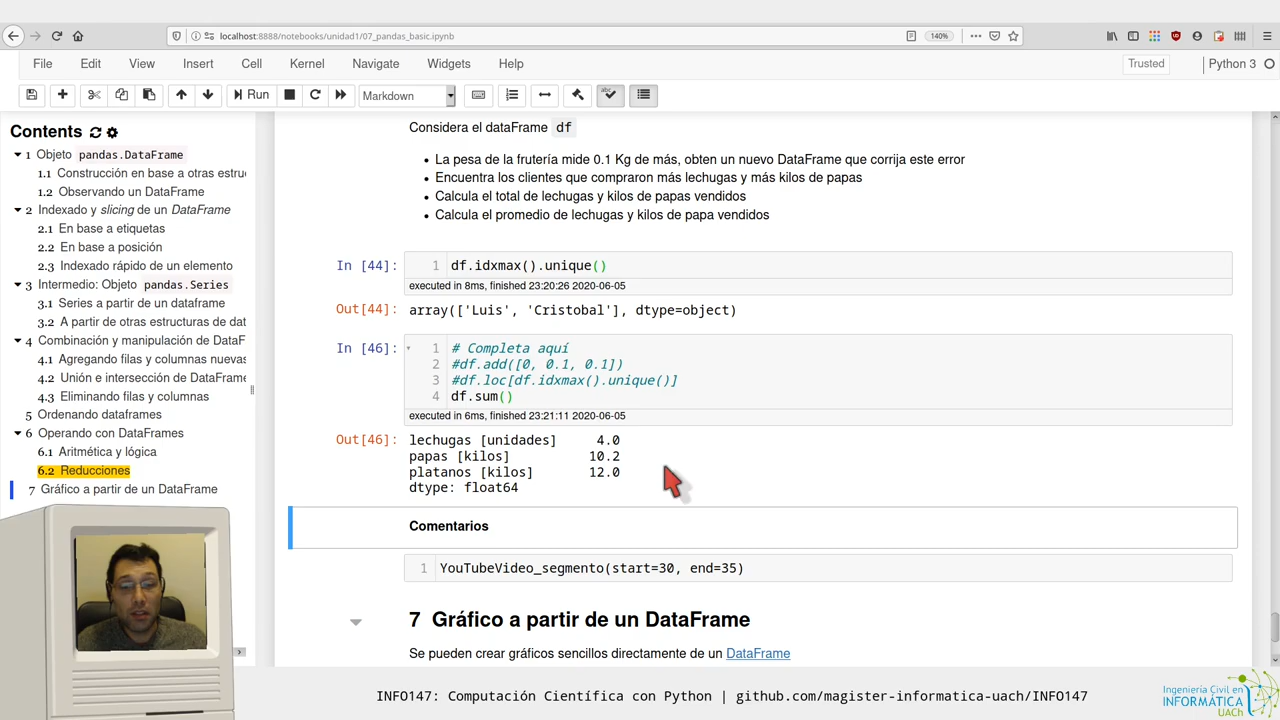 localhost:8888/notebooks/unidad1/07_pandas_basic.ipynb
140%
File Edit View Insert Cell Kernel Navigate Widgets Help
Trusted
Python 3
Run
Markdown
Contents
1 Objeto pandas.DataFrame
1.1 Construcción en base a otras estru
1.2 Observando un DataFrame
2 Indexado y slicing de un DataFrame
2.1 En base a etiquetas
2.2 En base a posición
2.3 Indexado rápido de un elemento
3 Intermedio: Objeto pandas.Series
3.1 Series a partir de un dataframe
3.2 A partir de otras estructuras de dat
4 Combinación y manipulación de DataF
4.1 Agregando filas y columnas nuevas
4.2 Unión e intersección de DataFrame
4.3 Eliminando filas y columnas
5 Ordenando dataframes
6 Operando con DataFrames
6.1 Aritmética y lógica
6.2 Reducciones
7 Gráfico a partir de un DataFrame
Considera el dataFrame df
• La pesa de la frutería mide 0.1 Kg de más, obten un nuevo DataFrame que corrija este error
• Encuentra los clientes que compraron más lechugas y más kilos de papas
• Calcula el total de lechugas y kilos de papas vendidos
• Calcula el promedio de lechugas y kilos de papa vendidos
In [44]: 1 df.idxmax().unique()
executed in 8ms, finished 23:20:26 2020-06-05
Out[44]: array(['Luis', 'Cristobal'], dtype=object)
In [46]: 1 # Completa aquí
2 #df.add([0, 0.1, 0.1])
3 #df.loc[df.idxmax().unique()]
4 df.sum()
executed in 6ms, finished 23:21:11 2020-06-05
Out[46]: lechugas [unidades] 4.0
papas [kilos] 10.2
platanos [kilos] 12.0
dtype: float64
Comentarios
1 YouTubeVideo_segmento(start=30, end=35)
7 Gráfico a partir de un DataFrame
Se pueden crear gráficos sencillos directamente de un DataFrame
INFO147: Computación Científica con Python | github.com/magister-informatica-uach/INFO147
Ingeniería Civil en
INFORMÁTICA
UACh